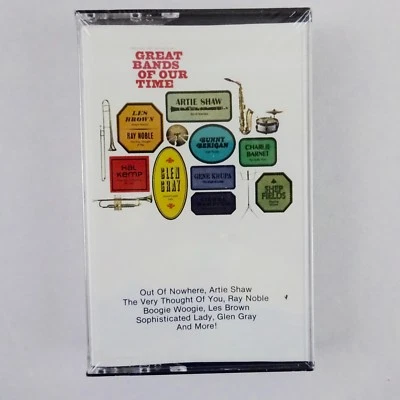 GREAT
BANDS
OF OUR
TIME
ARTIE SHAW
LES
BROWN
RAY NOBLE
BUNNY
BERIGAN
CHARLIE
BARNET
HAL
KEMP
GLEN
GRAY
GENE KRUPA
SHEP
FIELDS
Out Of Nowhere, Artie Shaw
The Very Thought Of You, Ray Noble
Boogie Woogie, Les Brown
Sophisticated Lady, Glen Gray
And More!